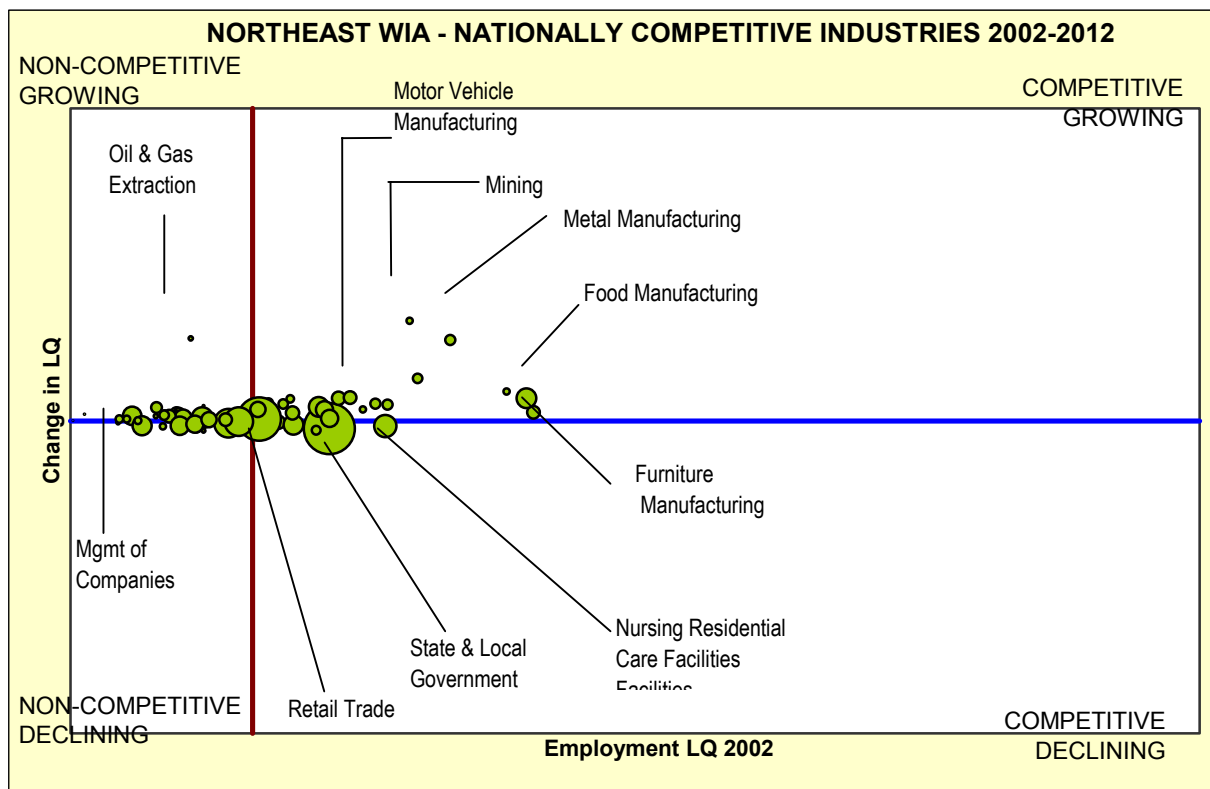 NORTHEAST WIA - NATIONALLY COMPETITIVE INDUSTRIES 2002-2012
NON-COMPETITIVE
GROWING
COMPETITIVE
GROWING
Motor Vehicle
Manufacturing
Oil & Gas
Extraction
Mining
Metal Manufacturing
Food Manufacturing
Change in LQ
Furniture
Manufacturing
Mgmt of
Companies
Nursing Residential
Care Facilities
Facilities
State & Local
Government
Retail Trade
NON-COMPETITIVE
DECLINING
COMPETITIVE
DECLINING
Employment LQ 2002